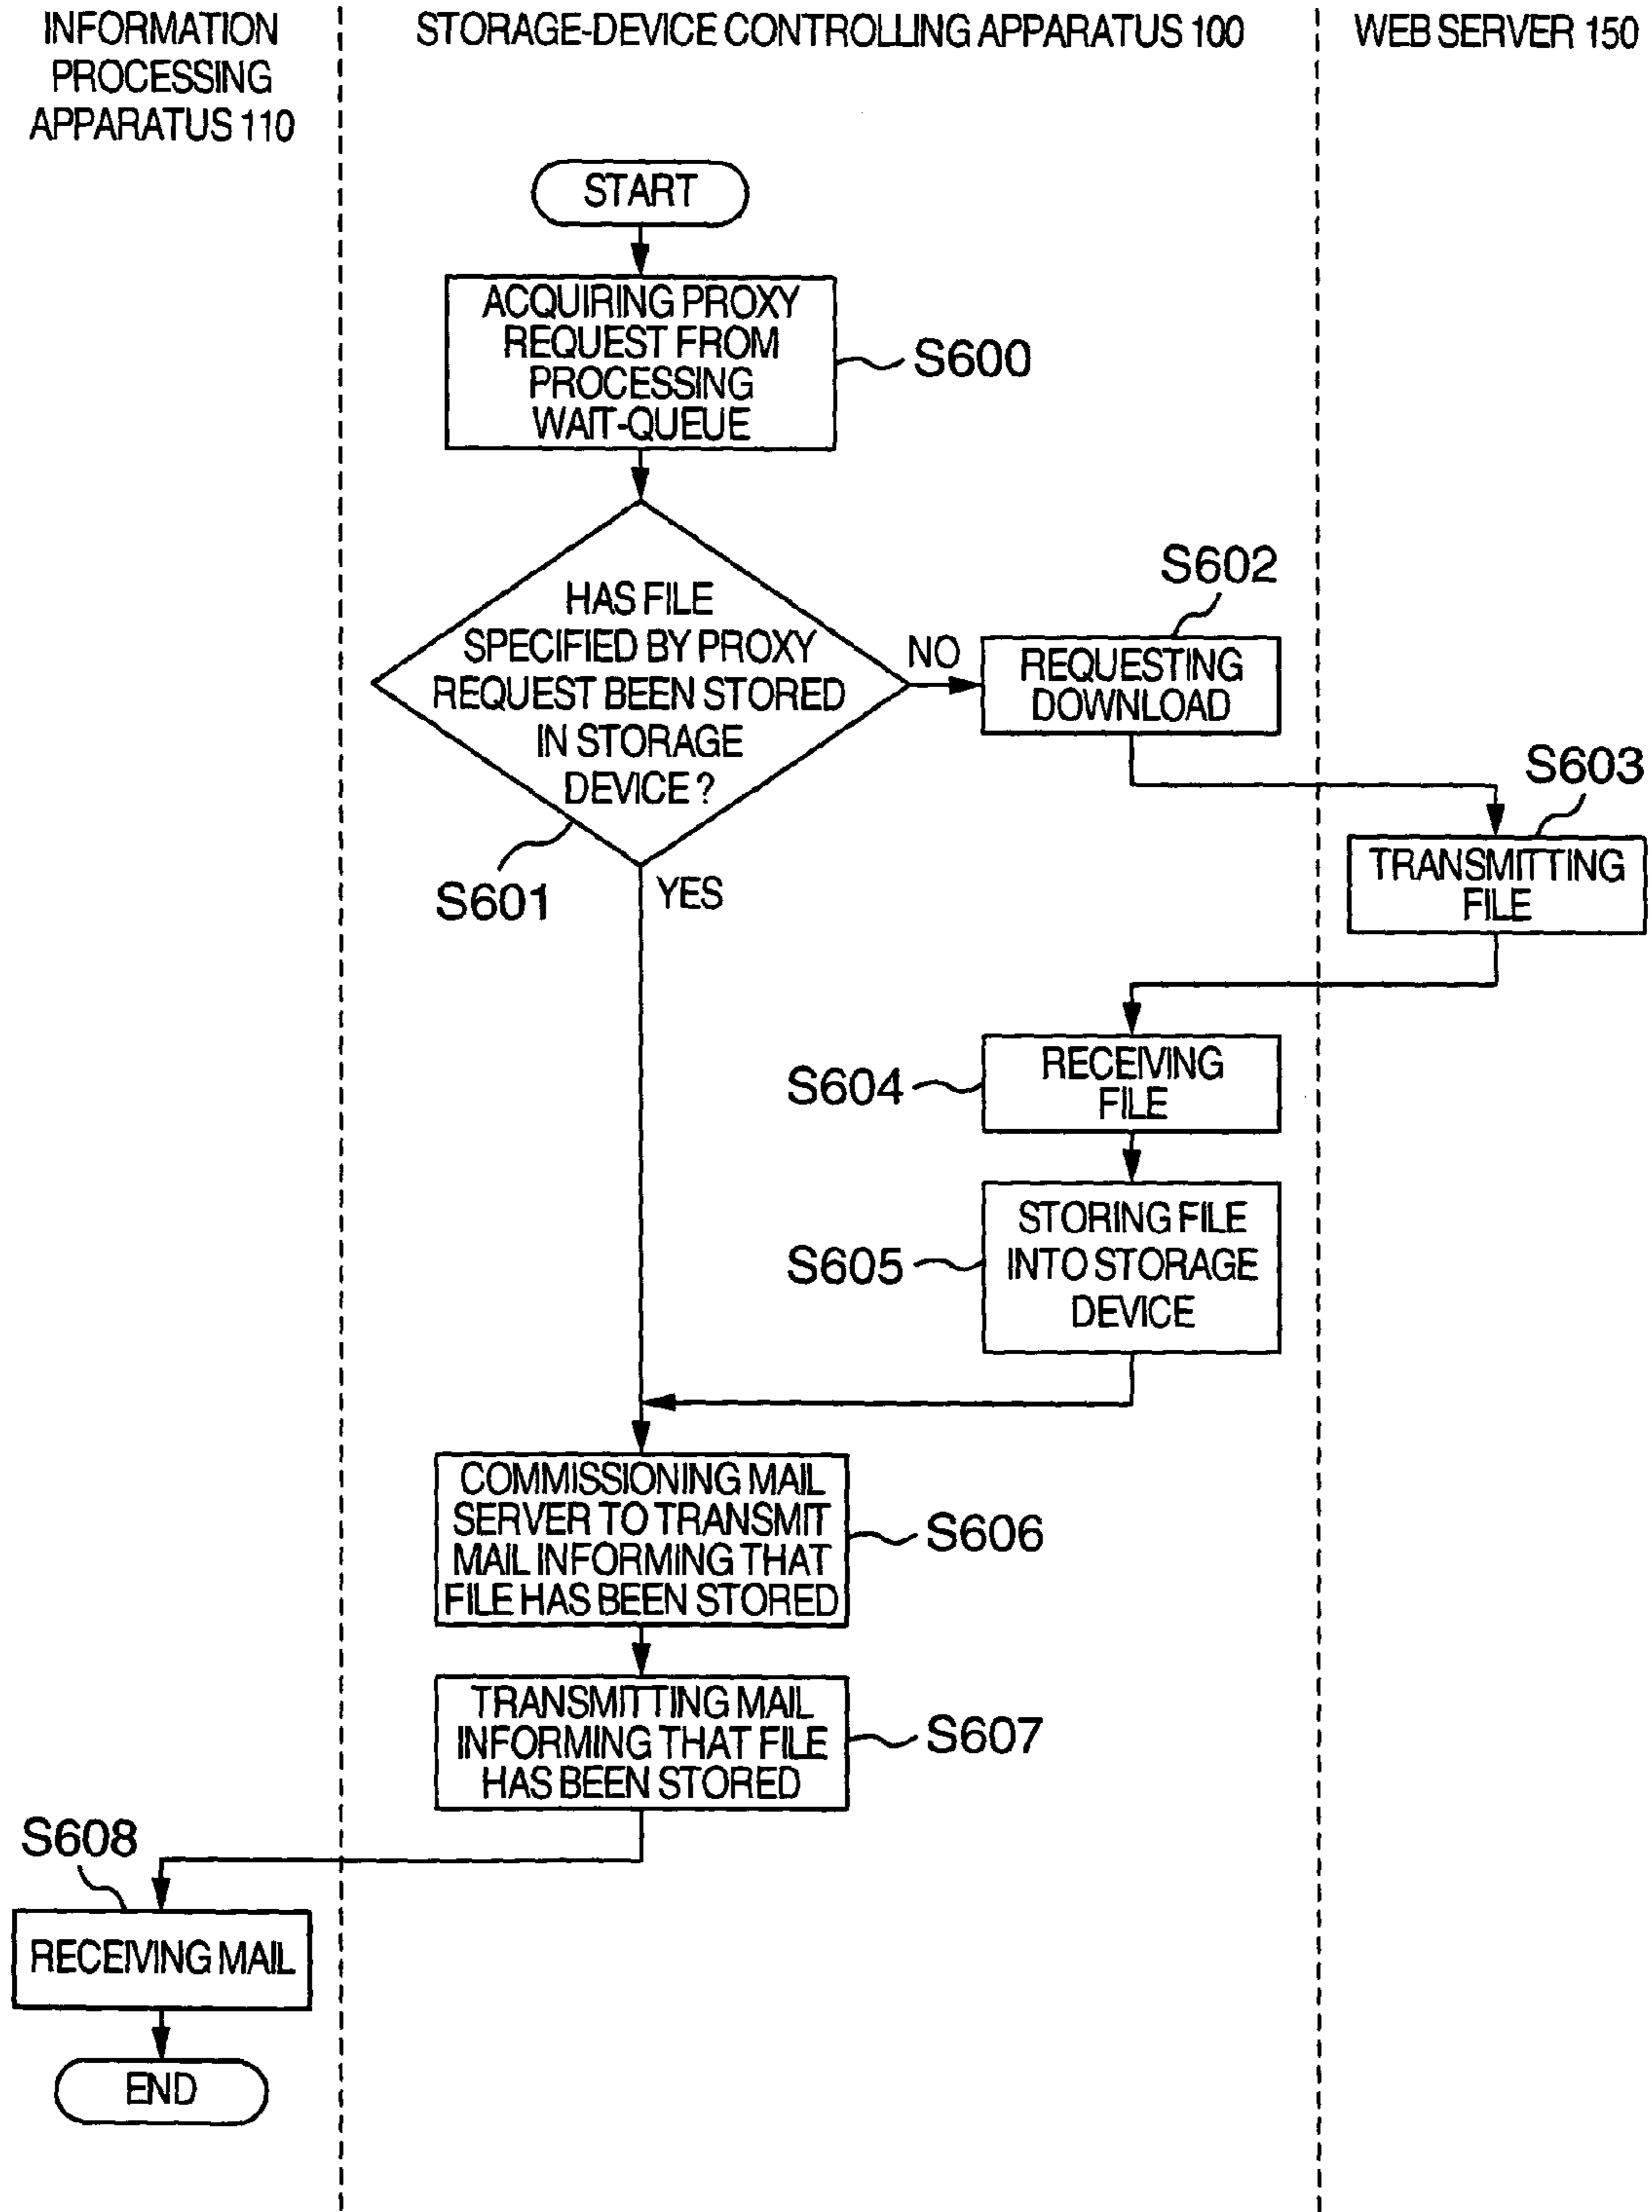 INFORMATION
PROCESSING
APPARATUS 110
STORAGE-DEVICE CONTROLLING APPARATUS 100
WEB SERVER 150
START
ACQUIRING PROXY
REQUEST FROM
PROCESSING
WAIT-QUEUE
S600
HAS FILE
SPECIFIED BY PROXY
REQUEST BEEN STORED
IN STORAGE
DEVICE?
S601
NO
YES
S602
REQUESTING
DOWNLOAD
S603
TRANSMITTING
FILE
S604
RECEIVING
FILE
S605
STORING FILE
INTO STORAGE
DEVICE
COMMISSIONING MAIL
SERVER TO TRANSMIT
MAIL INFORMING THAT
FILE HAS BEEN STORED
S606
TRANSMITTING MAIL
INFORMING THAT FILE
HAS BEEN STORED
S607
S608
RECEIVING MAIL
END